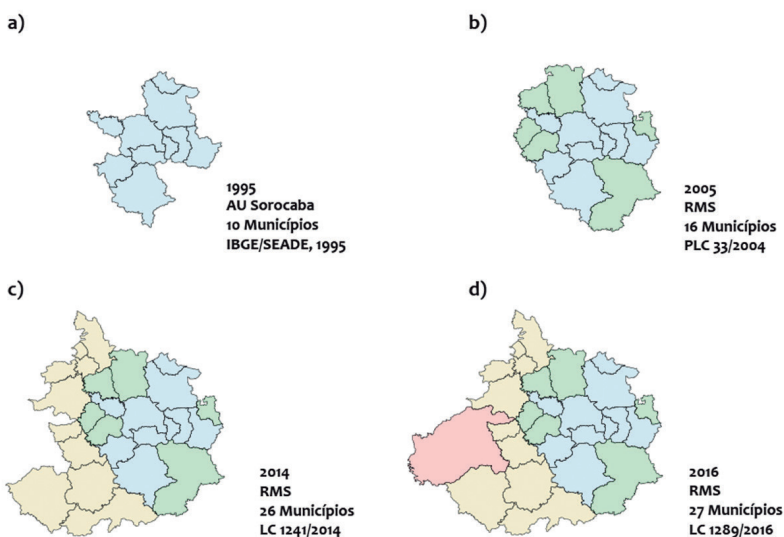 a)
1995
AU Sorocaba
10 Municípios
IBGE/SEADE, 1995
b)
2005
RMS
16 Municípios
PLC 33/2004
c)
2014
RMS
26 Municípios
LC 1241/2014
d)
2016
RMS
27 Municípios
LC 1289/2016